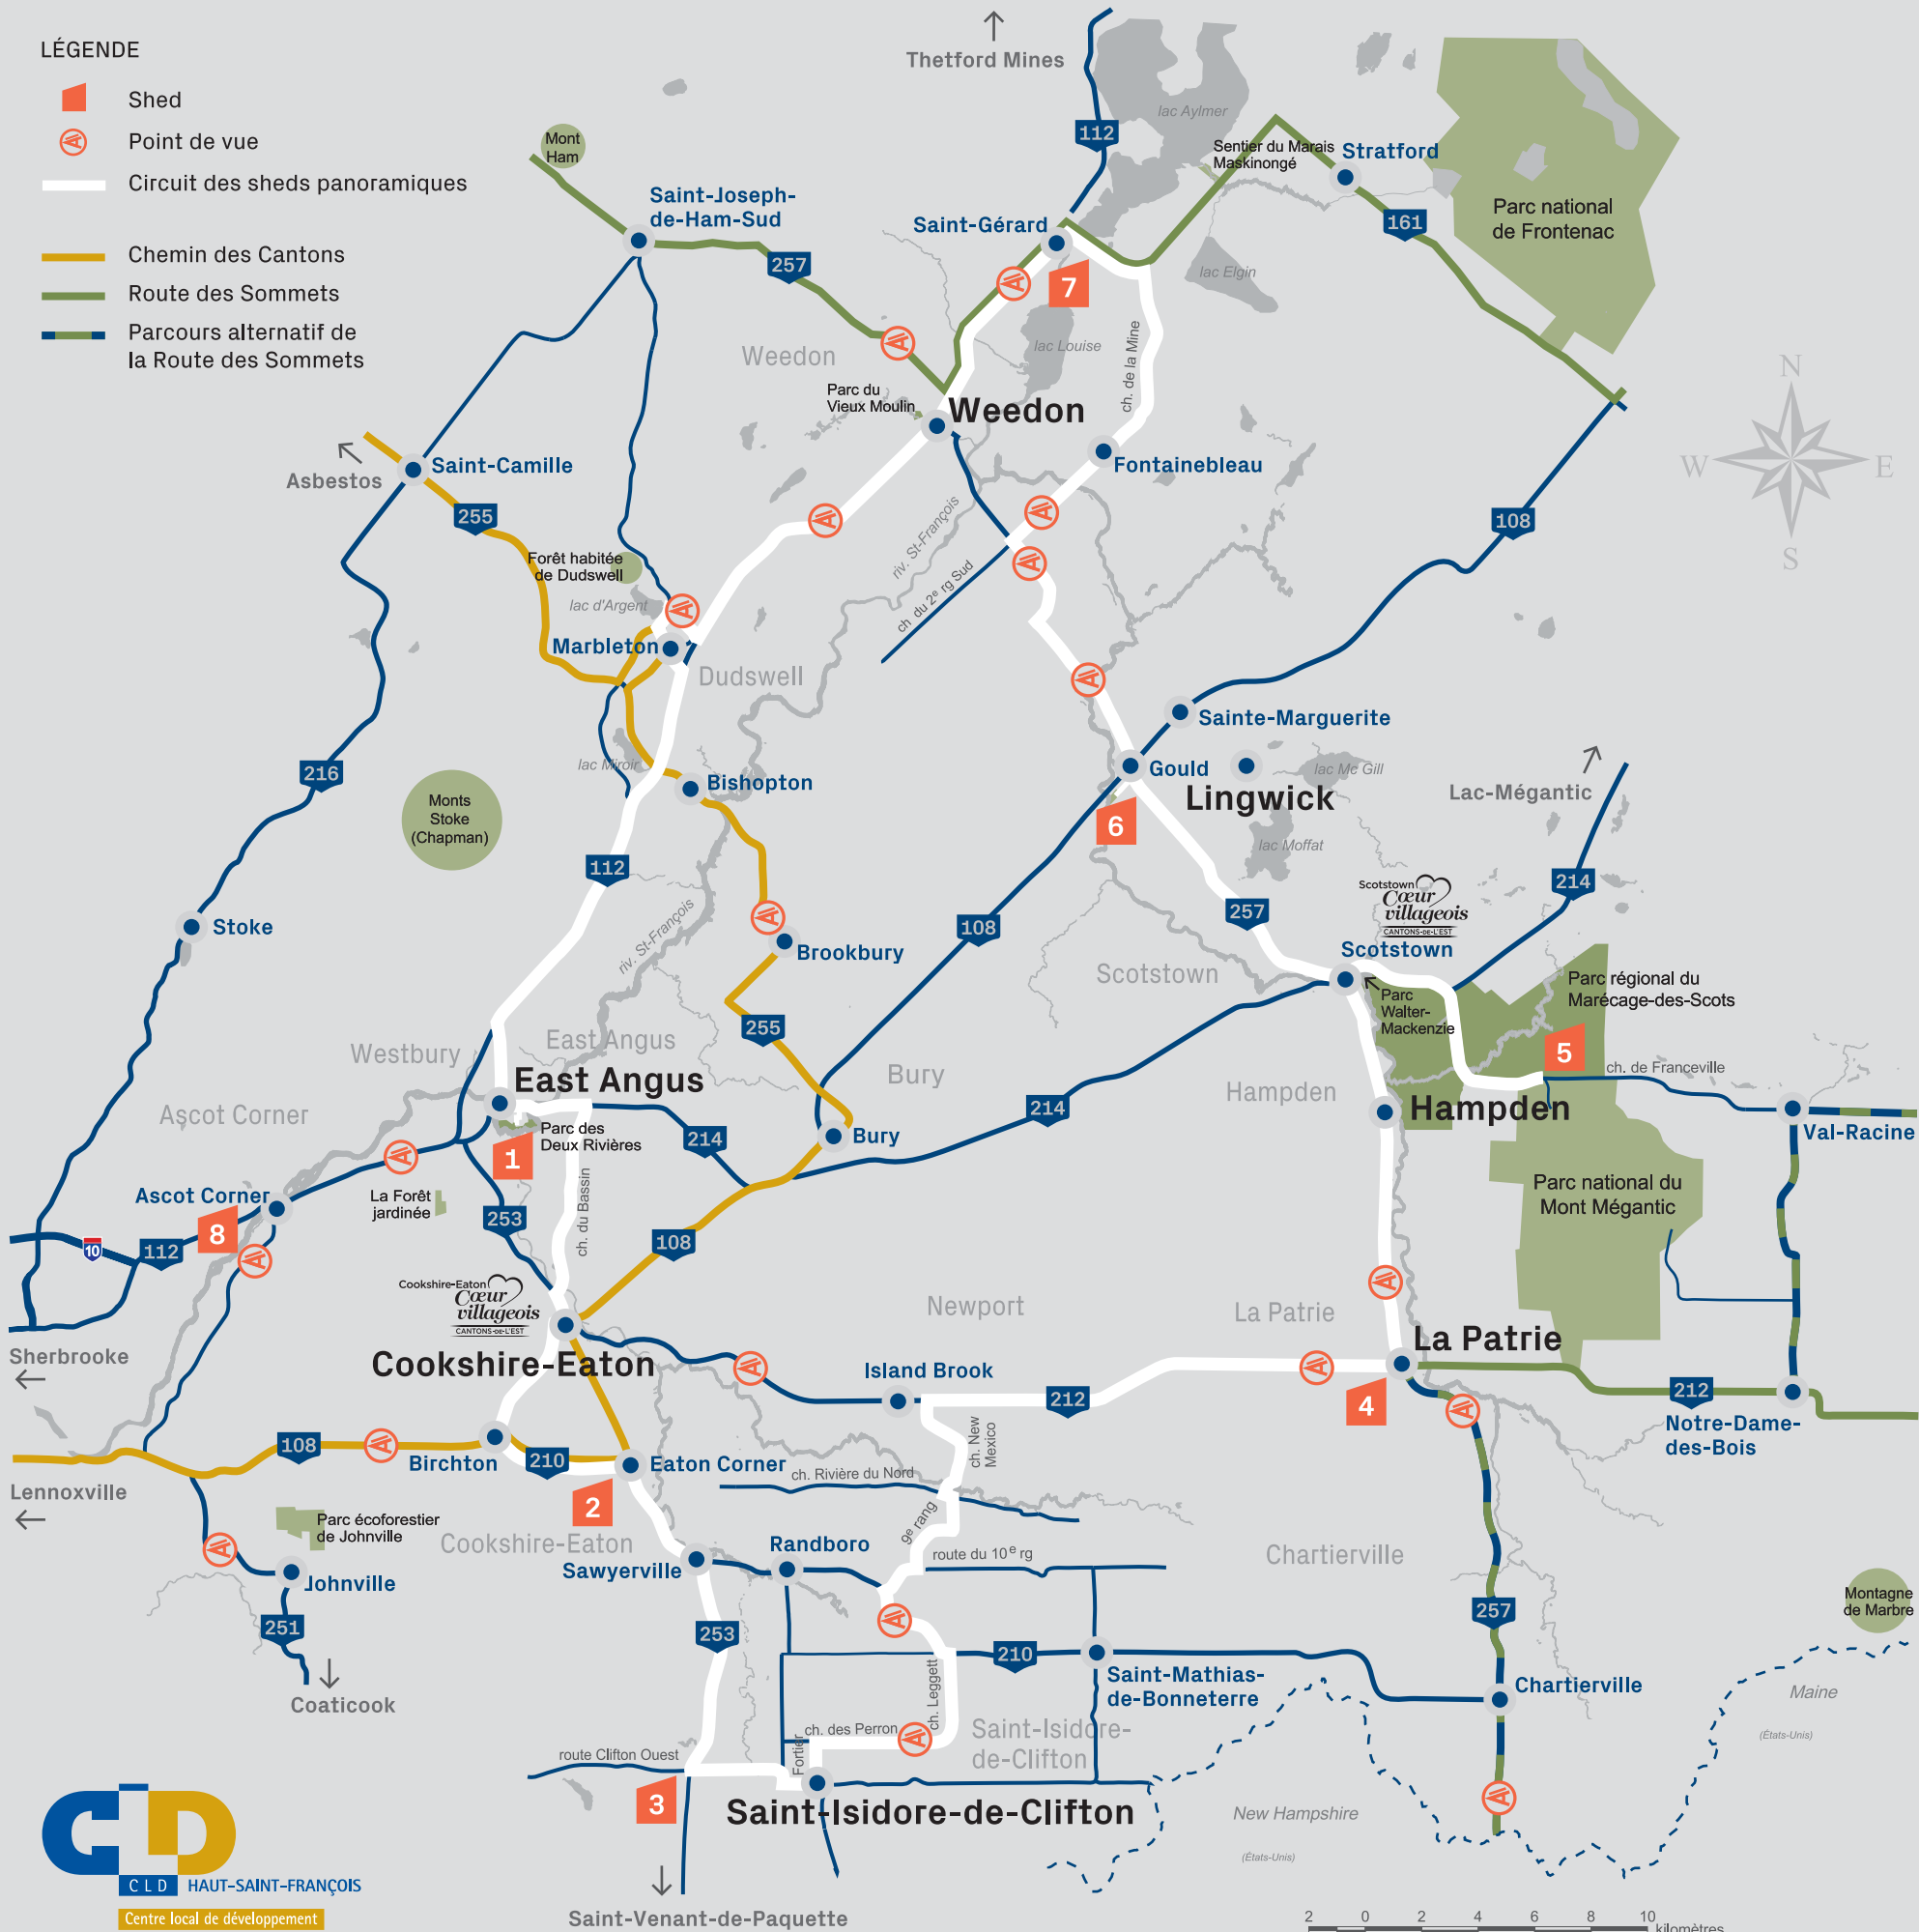 LÉGENDE
Shed
Point de vue
Circuit des sheds panoramiques
Chemin des Cantons
Route des Sommets
Parcours alternatif de
la Route des Sommets
Thetford Mines
112
lac Aylmer
Mont
Ham
Sentier du Marais
Maskinongé
Stratford
Saint-Joseph-
de-Ham-Sud
Saint-Gérard
161
Parc national
de Frontenac
257
7
lac Elgin
lac Louise
ch. de la Mine
Weedon
Parc du
Vieux Moulin
Weedon
N
W
E
S
Asbestos
Saint-Camille
Fontainebleau
255
108
riv. St-François
Forêt habitée
de Dudswell
lac d'Argent
ch du 2e rg Sud
Marbleton
Dudswell
Sainte-Marguerite
216
lac Miroir
Bishopton
Gould
lac Mc Gill
Lingwick
Lac-Mégantic
Monts
Stoke
(Chapman)
6
lac Moffat
112
214
Scotstown
Cœur
villageois
CANTONS-DE-L'EST
257
Stoke
108
riv. St-François
Brookbury
Scotstown
Scotstown
Parc régional du
Marécage-des-Scots
Parc
Walter-
Mackenzie
255
East Angus
Westbury
5
East Angus
Bury
Hampden
ch. de Franceville
Hampden
Ascot Corner
214
Parc des
Deux Rivières
214
Bury
Val-Racine
1
Ascot Corner
La Forêt
jardinée
Parc national du
Mont Mégantic
253
ch. du Bassin
8
10
112
108
Cookshire-Eaton
Cœur
villageois
CANTONS-DE-L'EST
Newport
La Patrie
La Patrie
Sherbrooke
Cookshire-Eaton
Island Brook
212
4
212
Notre-Dame-
des-Bois
108
Birchton
210
Eaton Corner
ch. New
Mexico
ch. Rivière du Nord
Lennoxville
2
9e rang
Parc écoforestier
de Johnville
Cookshire-Eaton
Randboro
route du 10e rg
Chartierville
Sawyerville
Johnville
Montagne
de Marbre
251
253
257
210
Saint-Mathias-
de-Bonneterre
Chartierville
Coaticook
ch. Leggett
Maine
(États-Unis)
ch. des Perron
Saint-Isidore-
de-Clifton
route Clifton Ouest
Fortier
3
Saint-Isidore-de-Clifton
New Hampshire
(États-Unis)
CLD
CLD HAUT-SAINT-FRANÇOIS
Centre local de développement
Saint-Venant-de-Paquette
2 0 2 4 6 8 10
kilomètres